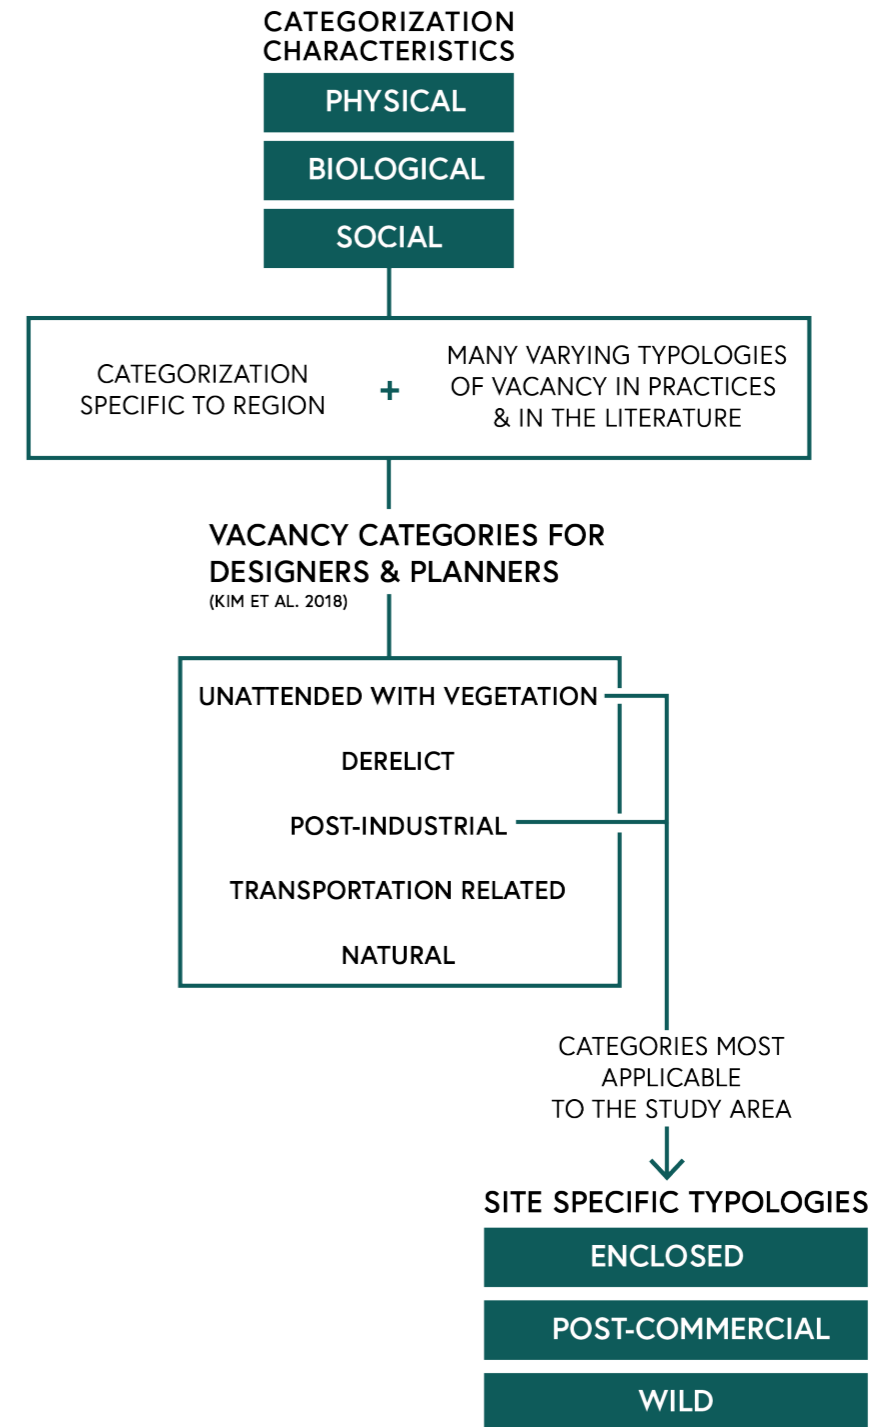 CATEGORIZATION
CHARACTERISTICS
PHYSICAL
BIOLOGICAL
SOCIAL
CATEGORIZATION
SPECIFIC TO REGION
+
MANY VARYING TYPOLOGIES
OF VACANCY IN PRACTICES
& IN THE LITERATURE
VACANCY CATEGORIES FOR
DESIGNERS & PLANNERS
(KIM ET AL. 2018)
UNATTENDED WITH VEGETATION
DERELICT
POST-INDUSTRIAL
TRANSPORTATION RELATED
NATURAL
CATEGORIES MOST
APPLICABLE
TO THE STUDY AREA
SITE SPECIFIC TYPOLOGIES
ENCLOSED
POST-COMMERCIAL
WILD